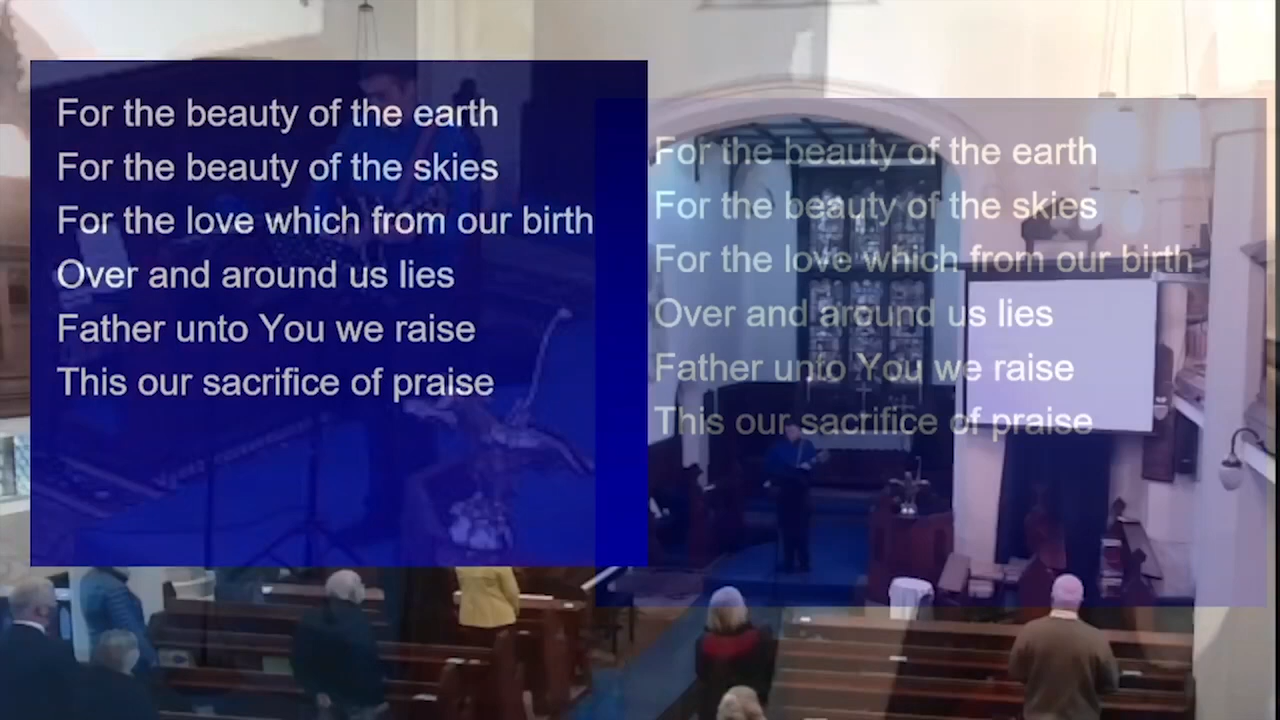 For the beauty of the earth
For the beauty of the skies
For the love which from our birth
Over and around us lies
Father unto You we raise
This our sacrifice of praise
For the beauty of the earth
For the beauty of the skies
For the love which from our birth
Over and around us lies
Father unto You we raise
This our sacrifice of praise